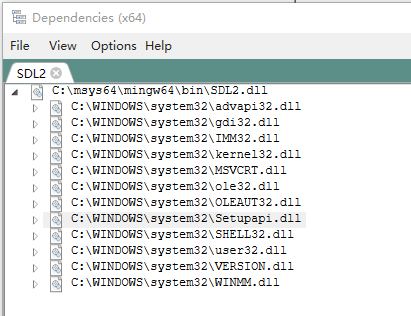 Dependencies (x64)
File View Options Help
SDL2
C:\msys64\mingw64\bin\SDL2.dll
C:\WINDOWS\system32\advapi32.dll
C:\WINDOWS\system32\gdi32.dll
C:\WINDOWS\system32\IMM32.dll
C:\WINDOWS\system32\kernel32.dll
C:\WINDOWS\system32\MSVCRT.dll
C:\WINDOWS\system32\ole32.dll
C:\WINDOWS\system32\OLEAUT32.dll
C:\WINDOWS\system32\Setupapi.dll
C:\WINDOWS\system32\SHELL32.dll
C:\WINDOWS\system32\user32.dll
C:\WINDOWS\system32\VERSION.dll
C:\WINDOWS\system32\WINMM.dll